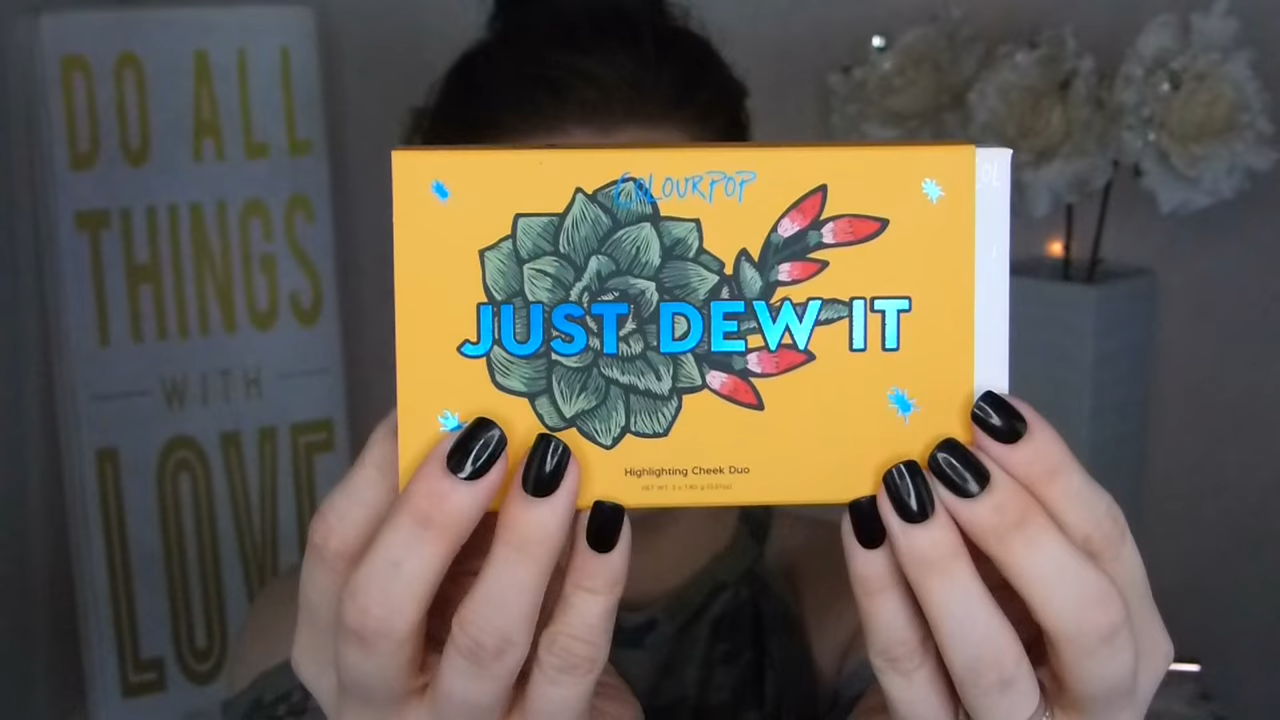 DO ALL
THINGS
WITH
LOVE
COLOURPOP
JUST DEW IT
Highlighting Cheek Duo